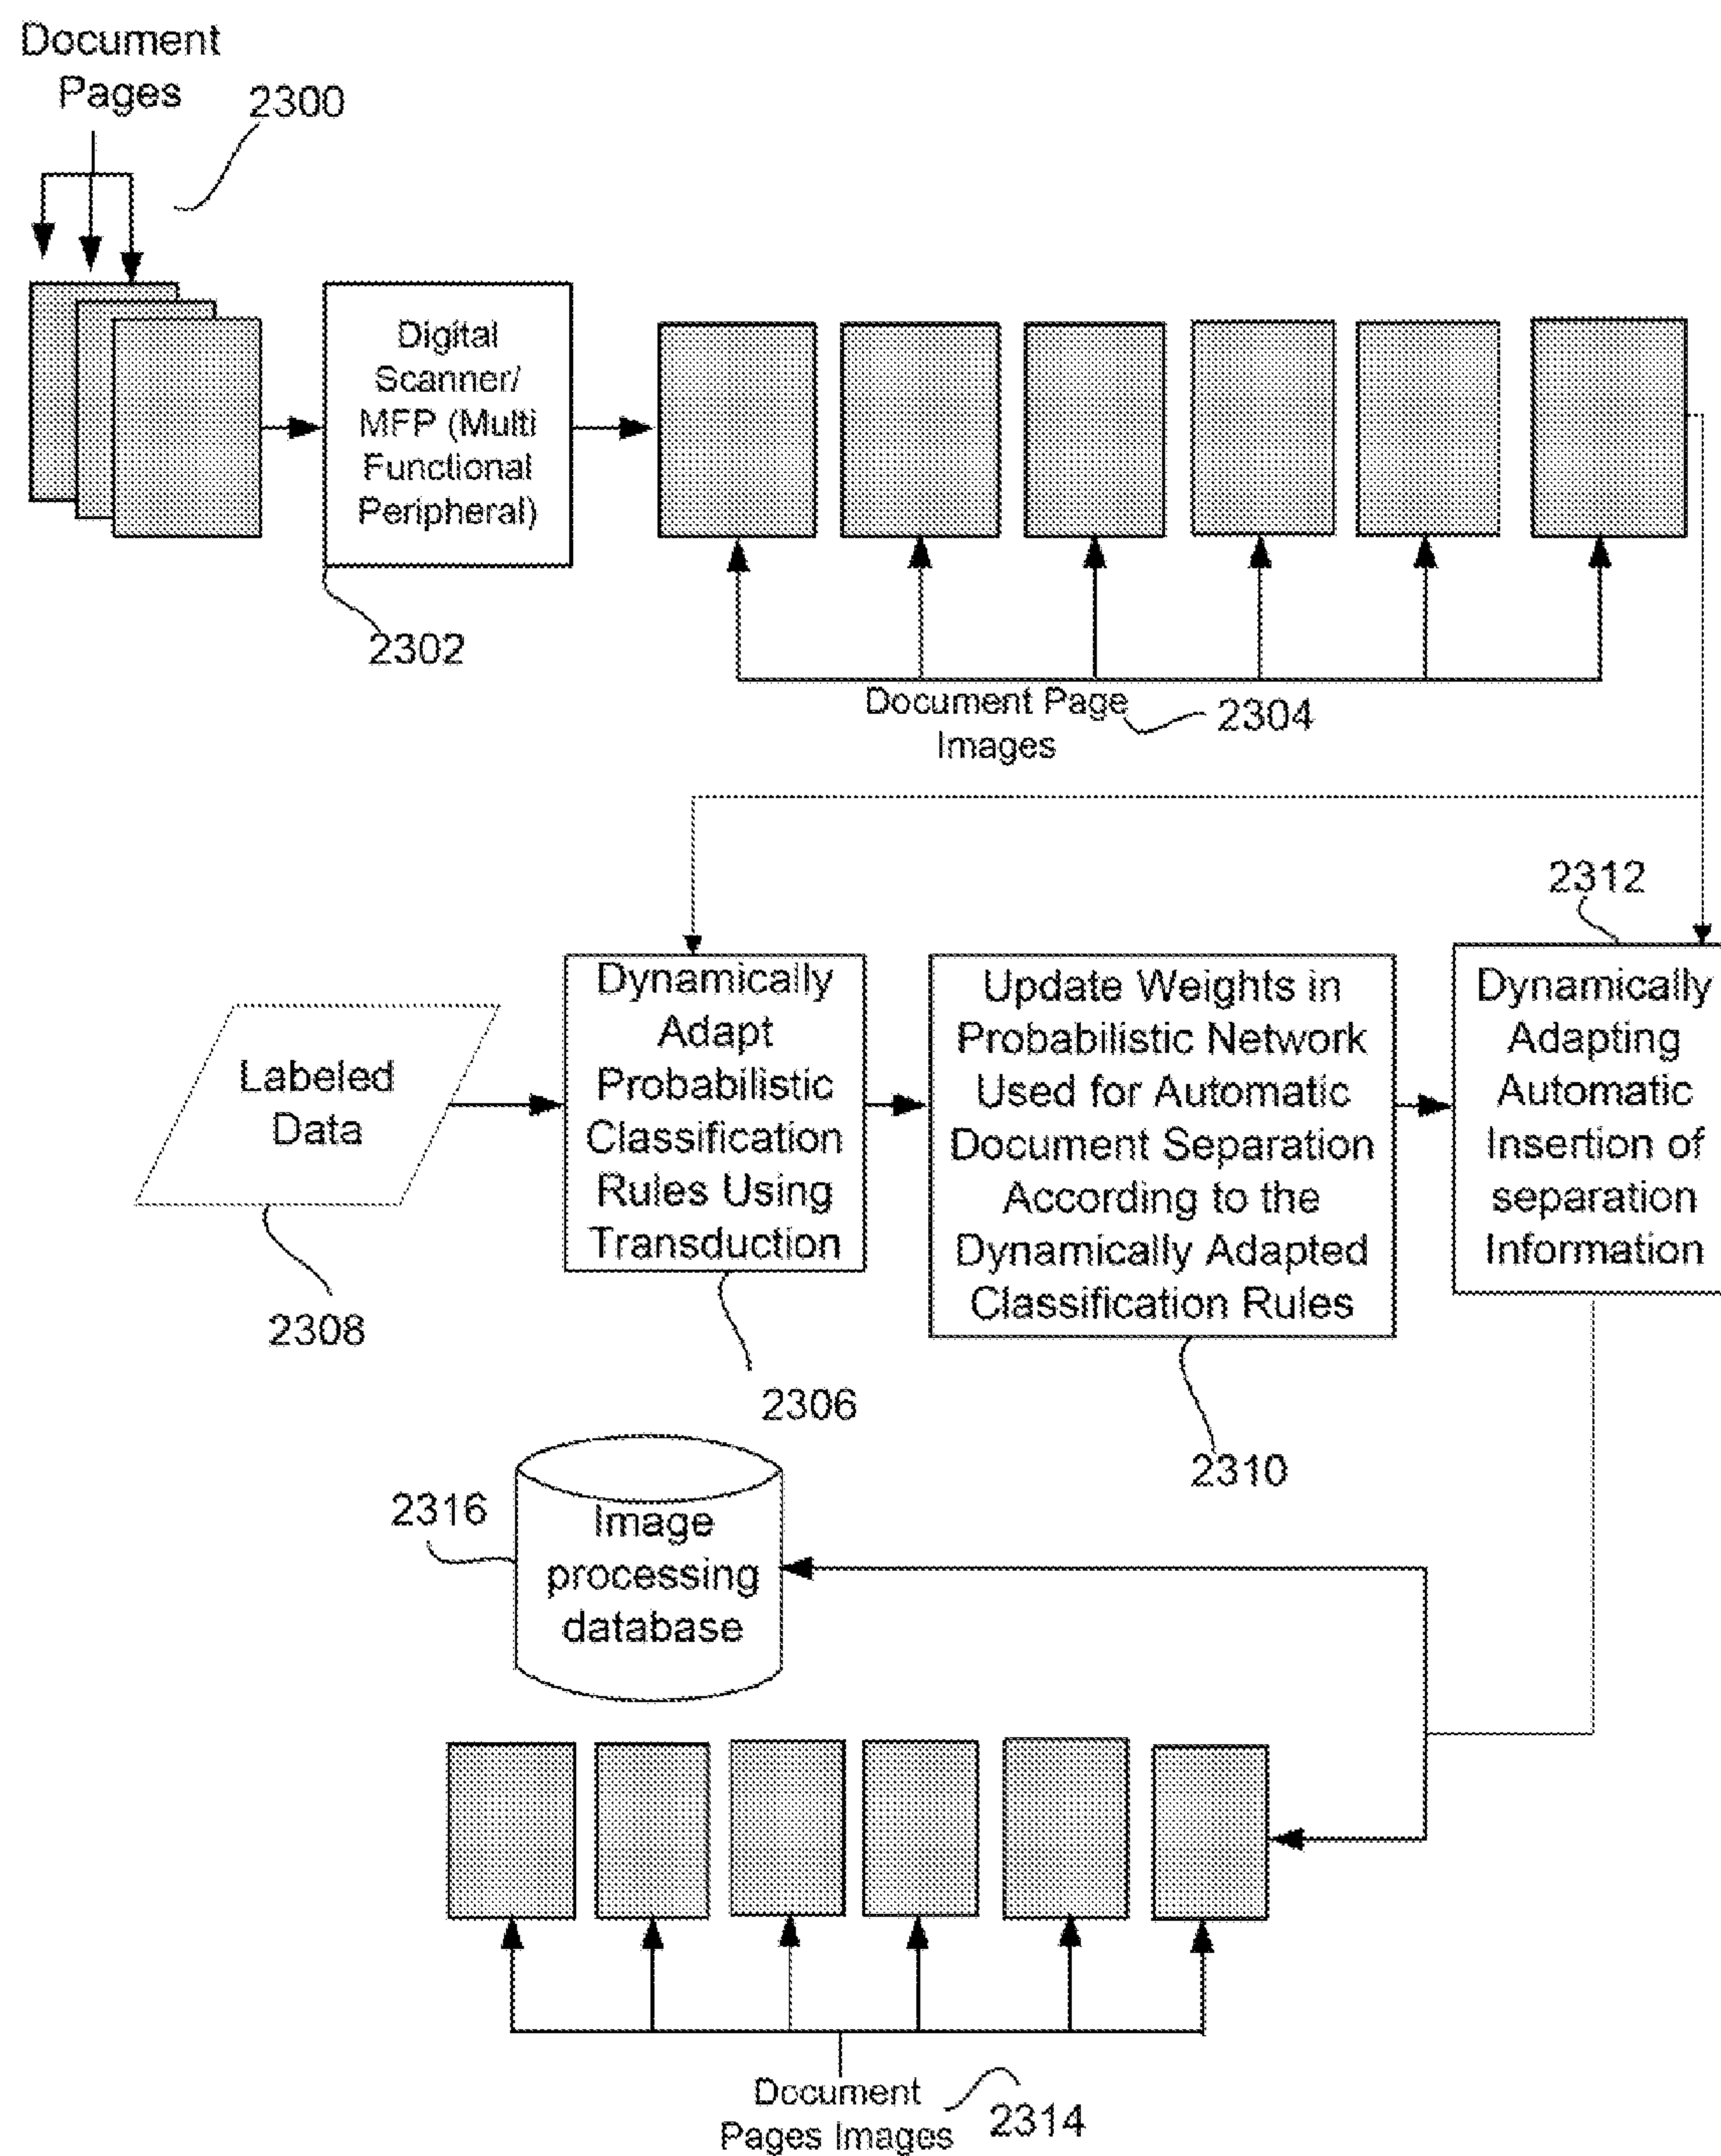 Document
Pages
2300
Digital
Scanner/
MFP (Multi
Functional
Peripheral)
2302
Document Page
Images
2304
2312
Labeled
Data
2308
Dynamically
Adapt
Probabilistic
Classification
Rules Using
Transduction
2306
Update Weights in
Probabilistic Network
Used for Automatic
Document Separation
According to the
Dynamically Adapted
Classification Rules
2310
Dynamically
Adapting
Automatic
Insertion of
separation
Information
2316
Image
processing
database
Document
Pages Images
2314